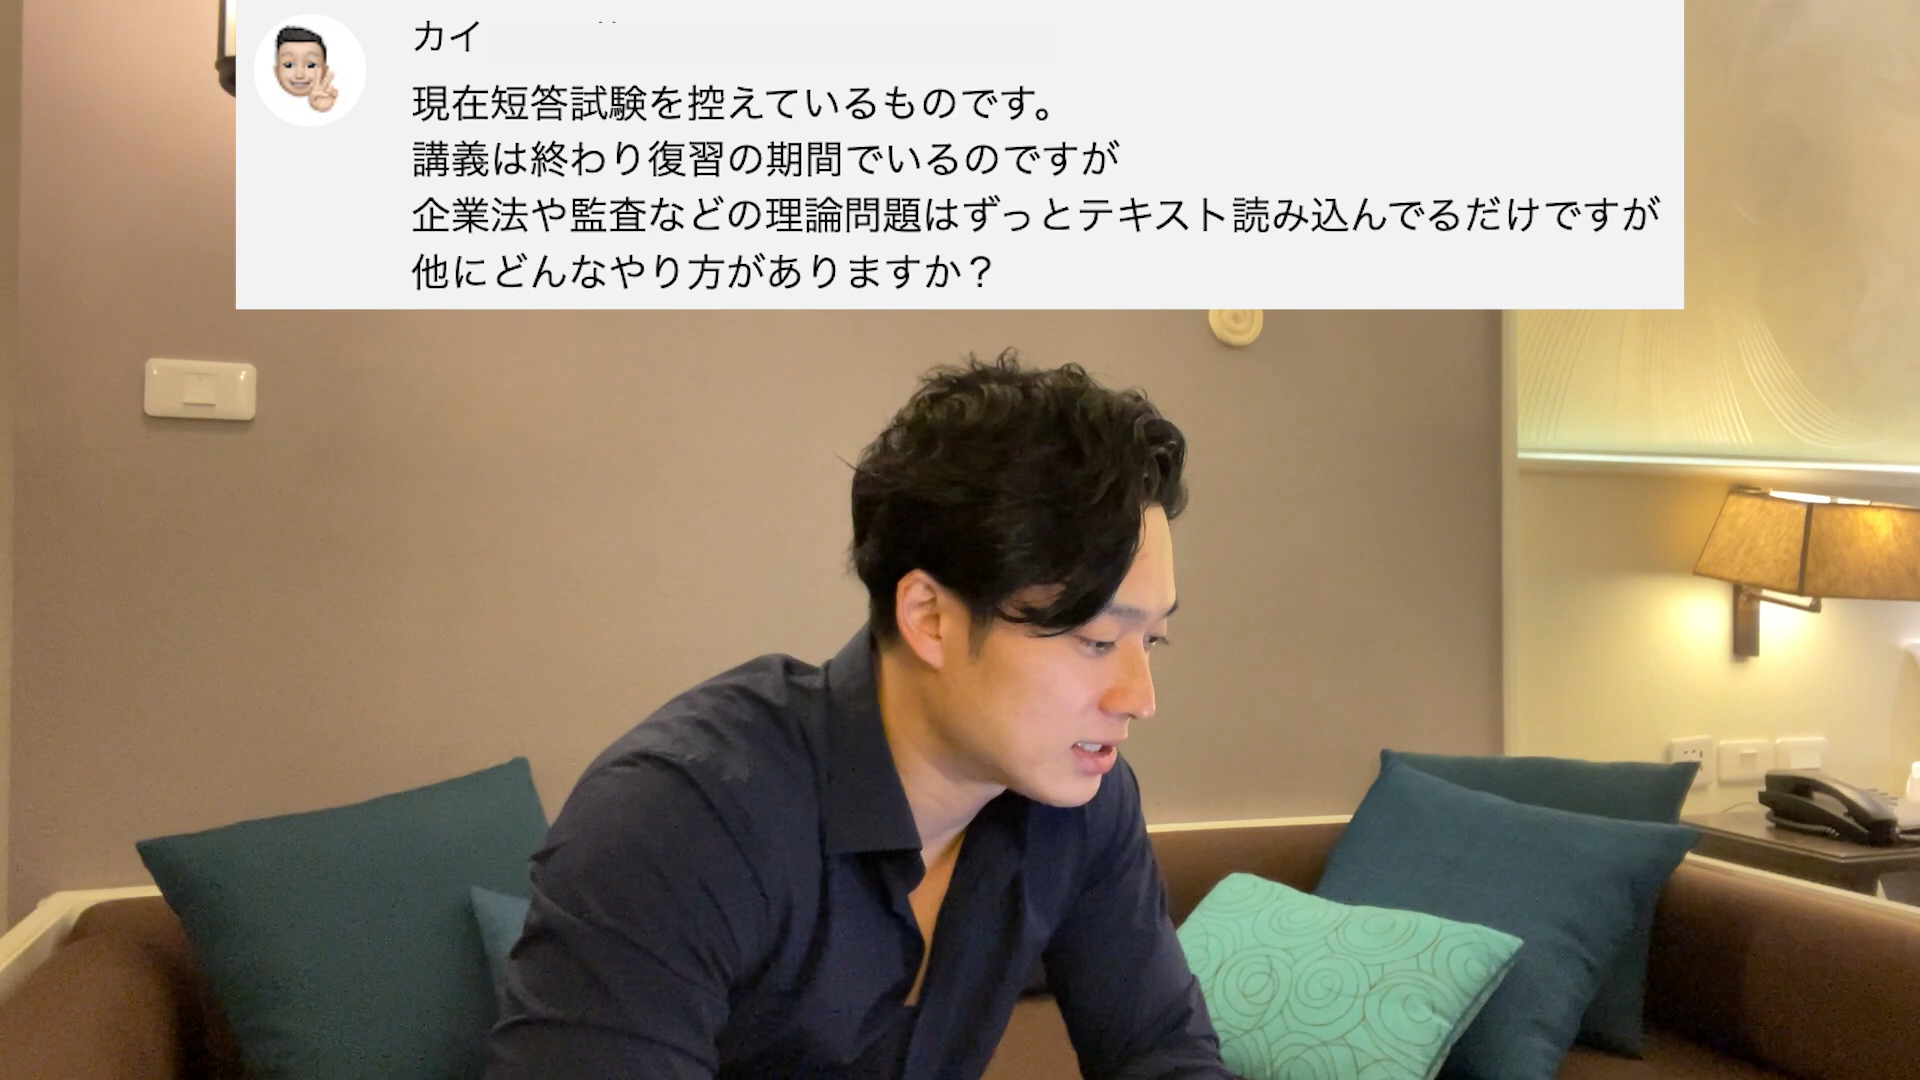 カイ
現在短答試験を控えているものです。
講義は終わり復習の期間でいるのですが
企業法や監査などの理論問題はずっとテキスト読み込んでるだけですが
他にどんなやり方がありますか？